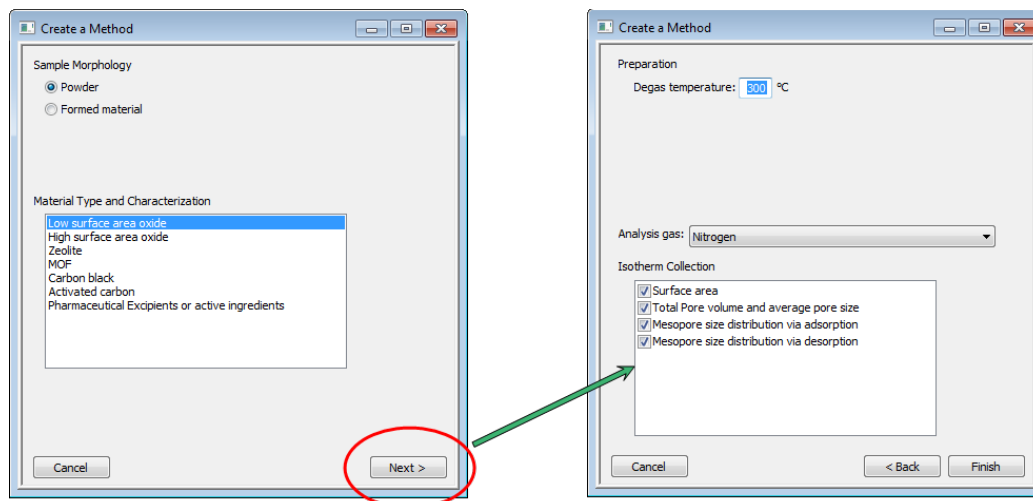 Create a Method
Sample Morphology
Powder
Formed material
Material Type and Characterization
Low surface area oxide
High surface area oxide
Zeolite
MOF
Carbon black
Activated carbon
Pharmaceutical Excipients or active ingredients
Cancel
Next >
Create a Method
Preparation
Degas temperature: 300 ºC
Analysis gas: Nitrogen
Isotherm Collection
Surface area
Total Pore volume and average pore size
Mesopore size distribution via adsorption
Mesopore size distribution via desorption
Cancel
< Back
Finish